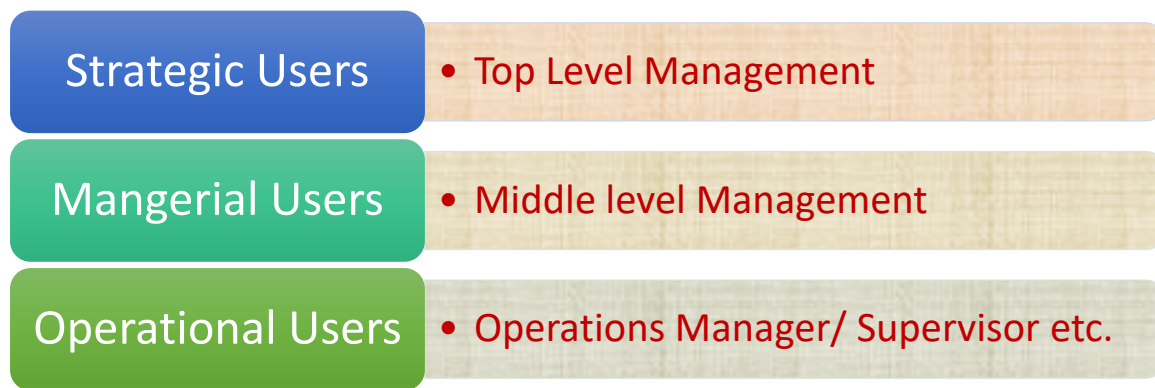 Strategic Users
• Top Level Management
Mangerial Users
• Middle level Management
Operational Users
• Operations Manager/ Supervisor etc.